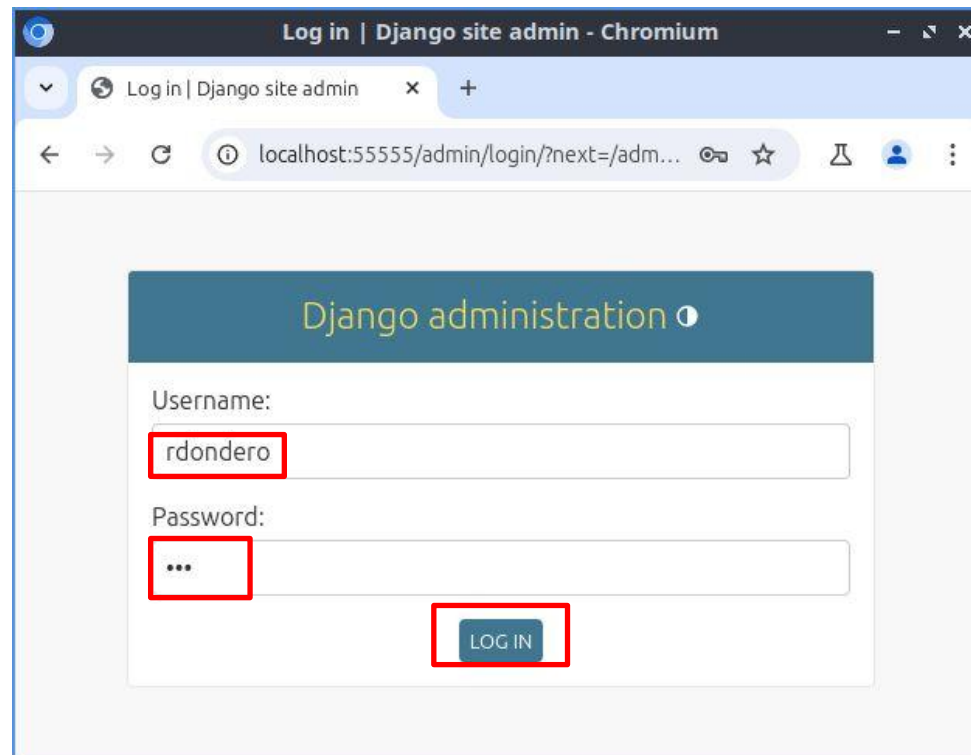 Log in | Django site admin - Chromium
Log in | Django site admin
localhost:55555/admin/login/?next=/adm...
Django administration
Username:
rdondero
Password:
•••
LOG IN